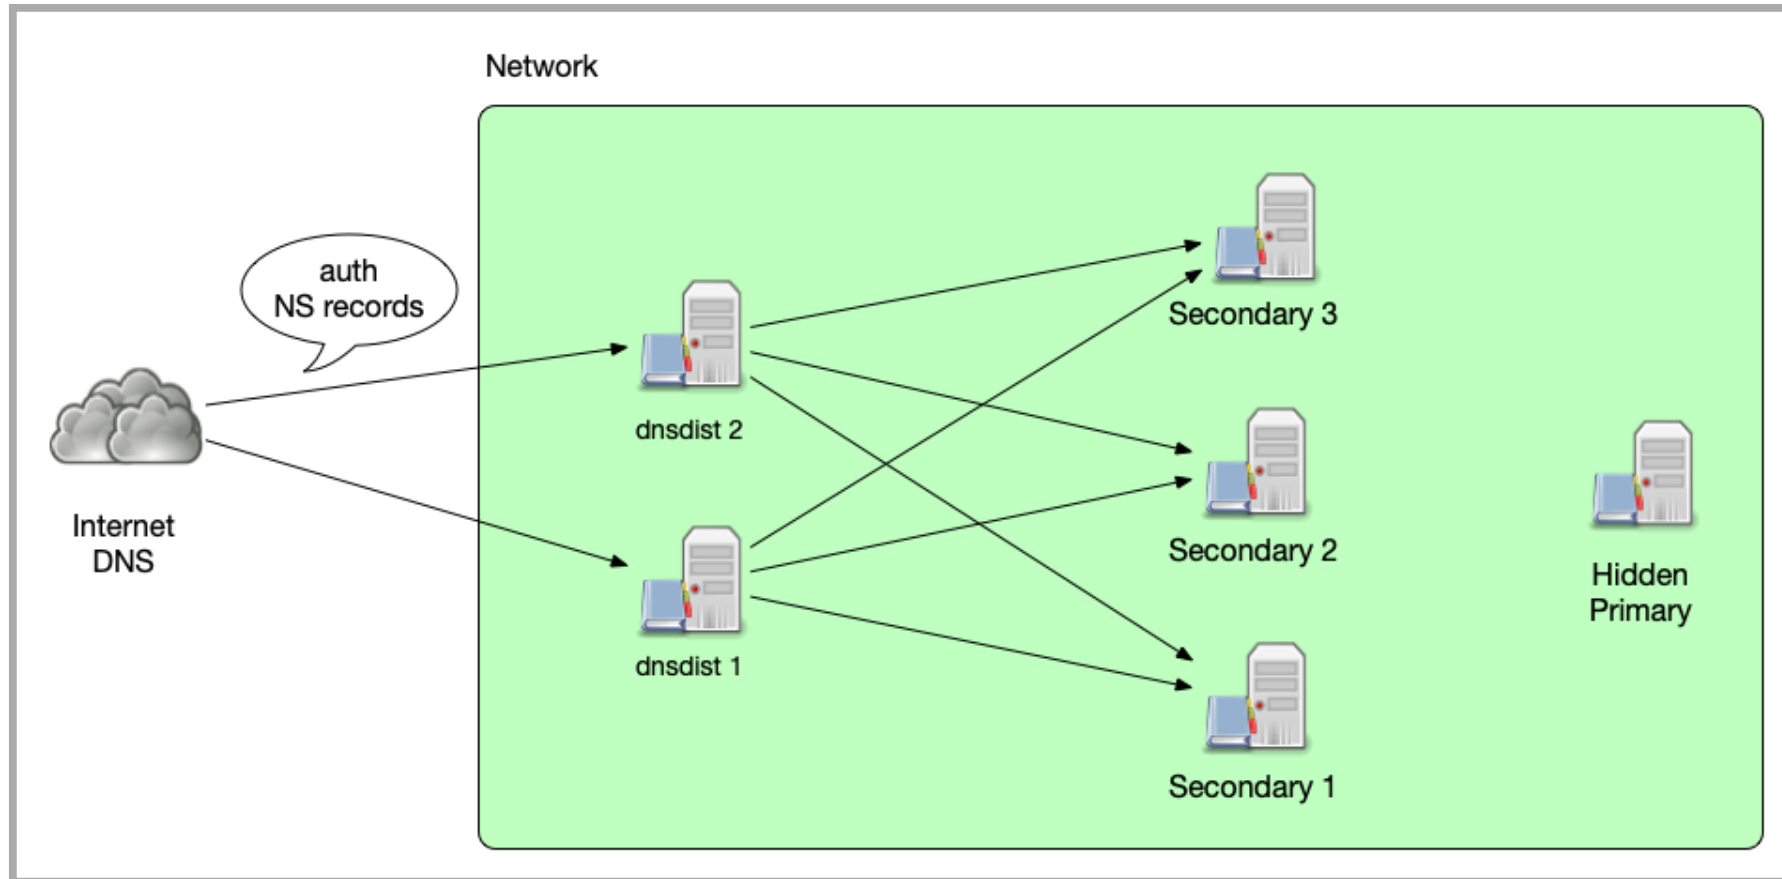 Network
auth
NS records
Internet
DNS
dnsdist 2
dnsdist 1
Secondary 3
Secondary 2
Secondary 1
Hidden
Primary